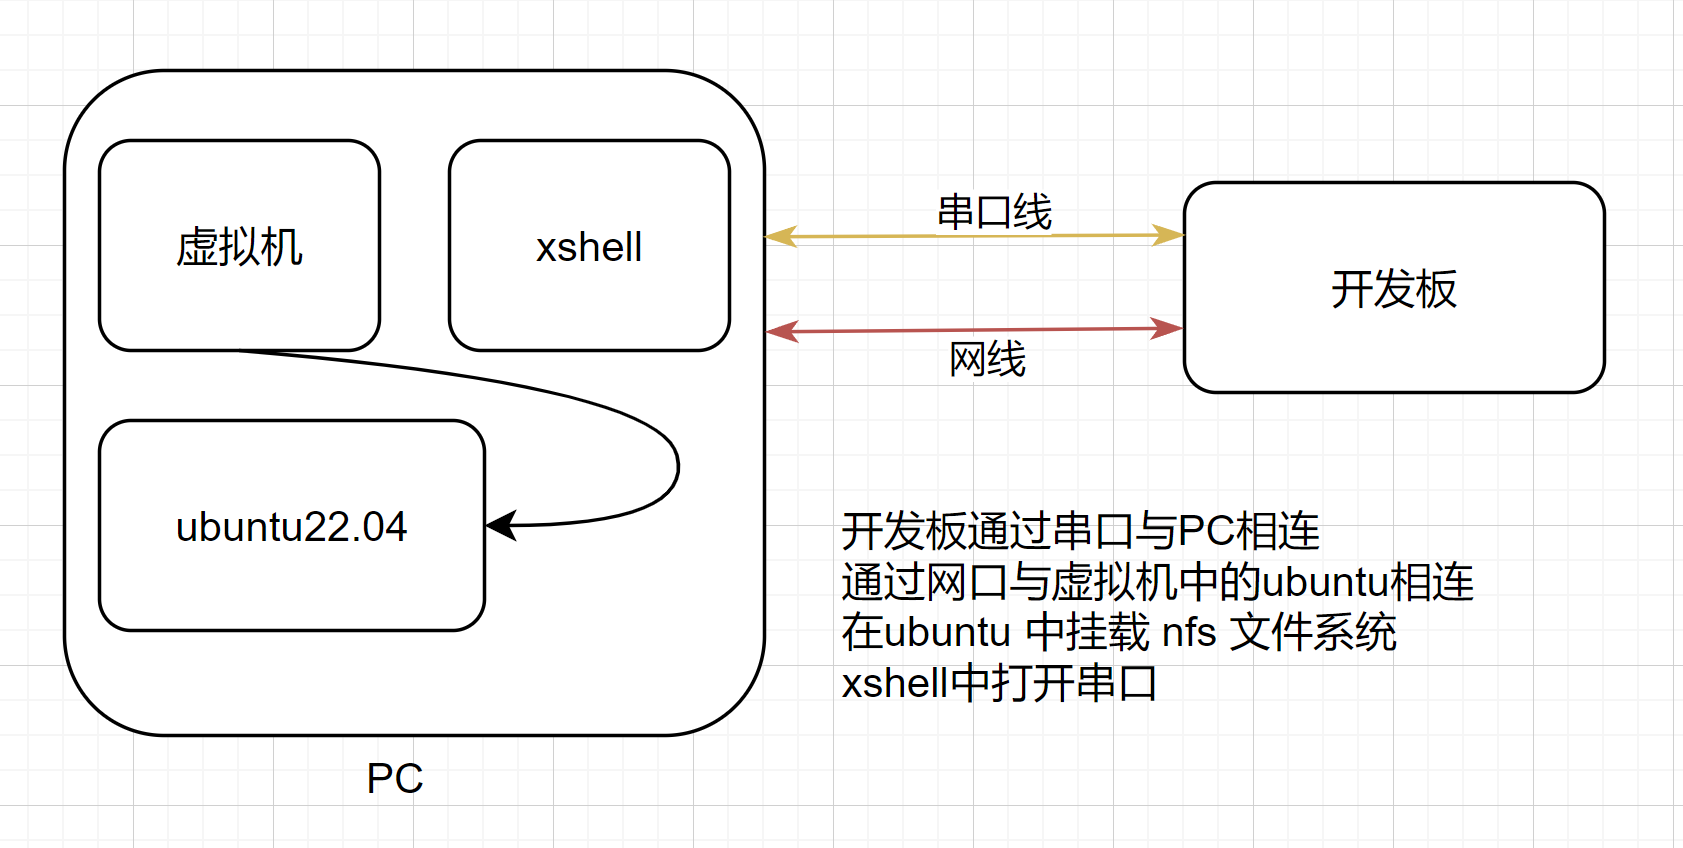 虚拟机
xshell
串口线
开发板
网线
ubuntu22.04
开发板通过串口与PC相连
通过网口与虚拟机中的ubuntu相连
在ubuntu 中挂载 nfs 文件系统
xshell中打开串口
PC